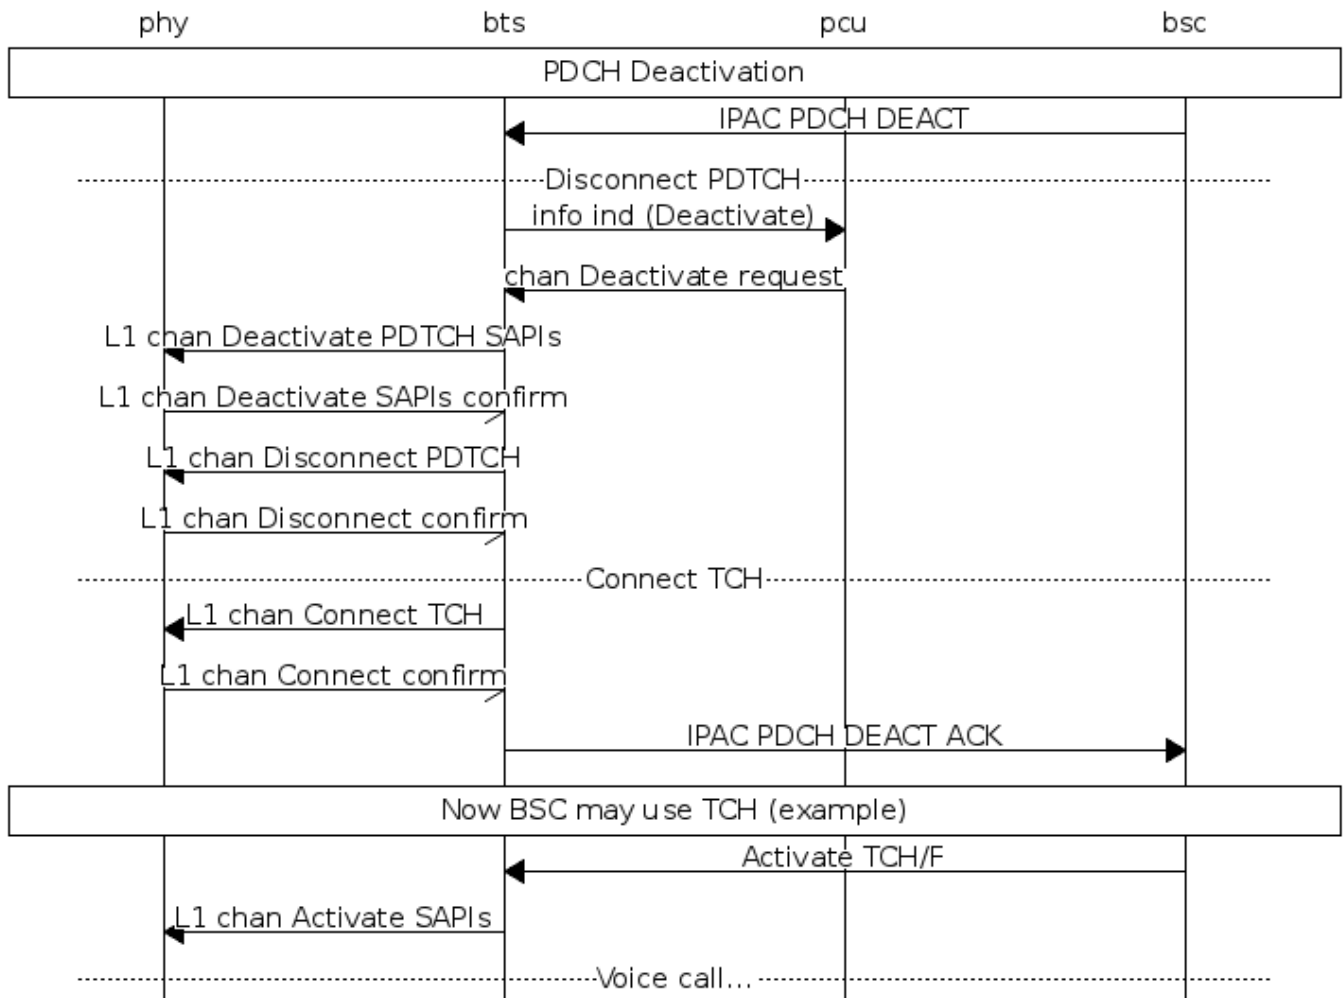 phy bts pcu bsc
PDCH Deactivation
IPAC PDCH DEACT
Disconnect PDTCH
info ind (Deactivate)
chan Deactivate request
L1 chan Deactivate PDTCH SAPIs
L1 chan Deactivate SAPIs confirm
L1 chan Disconnect PDTCH
L1 chan Disconnect confirm
Connect TCH
L1 chan Connect TCH
L1 chan Connect confirm
IPAC PDCH DEACT ACK
Now BSC may use TCH (example)
Activate TCH/F
L1 chan Activate SAPIs
Voice call...